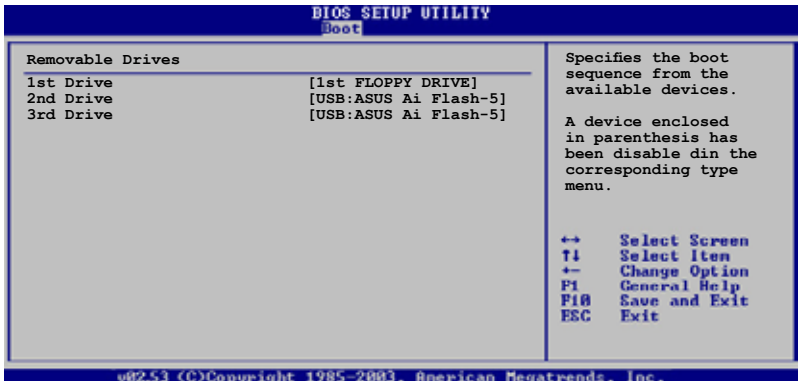 BIOS SETUP UTILITY
Boot
Removable Drives
1st Drive [1st FLOPPY DRIVE]
2nd Drive [USB:ASUS Ai Flash-5]
3rd Drive [USB:ASUS Ai Flash-5]
Specifies the boot
sequence from the
available devices.
A device enclosed
in parenthesis has
been disable din the
corresponding type
menu.
↔ Select Screen
↑↓ Select Item
+- Change Option
F1 General Help
F10 Save and Exit
ESC Exit
v02.53 (C)Copyright 1985-2003, American Megatrends, Inc.